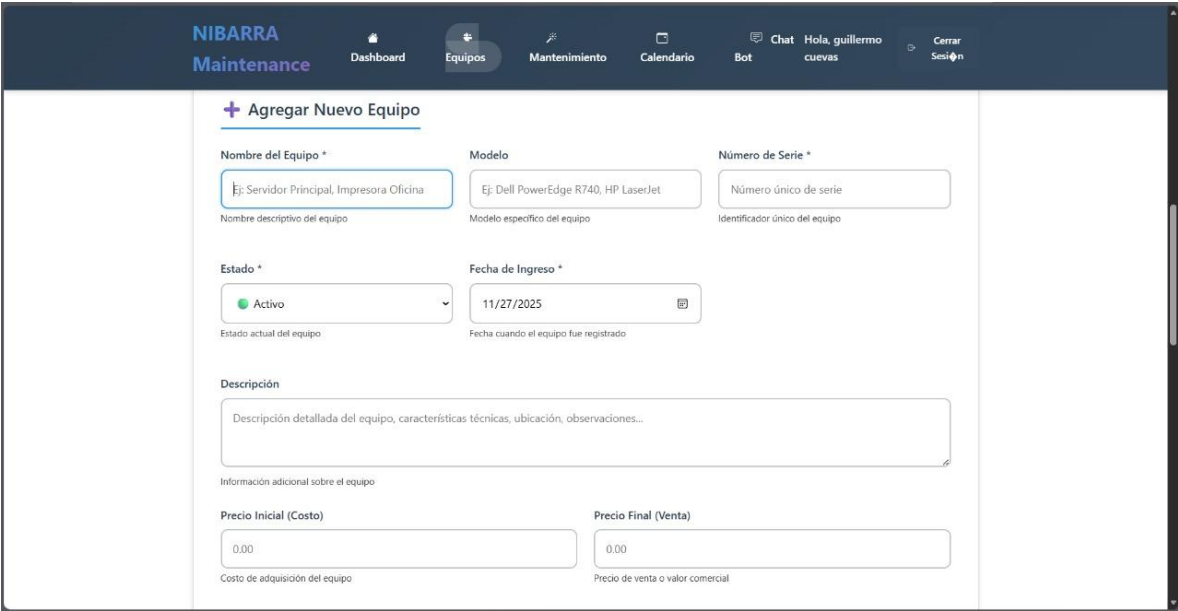 NIBARRA
Maintenance
Dashboard
Equipos
Mantenimiento
Calendario
Chat
Bot
Hola, guillermo
cuevas
Cerrar
Sesi�n
Agregar Nuevo Equipo
Nombre del Equipo * Modelo Número de Serie *
Ej: Servidor Principal, Impresora Oficina Ej: Dell PowerEdge R740, HP LaserJet Número único de serie
Nombre descriptivo del equipo Modelo específico del equipo Identificador único del equipo
Estado * Fecha de Ingreso *
Activo 11/27/2025
Estado actual del equipo Fecha cuando el equipo fue registrado
Descripción
Descripción detallada del equipo, características técnicas, ubicación, observaciones...
Información adicional sobre el equipo
Precio Inicial (Costo) Precio Final (Venta)
0.00 0.00
Costo de adquisición del equipo Precio de venta o valor comercial